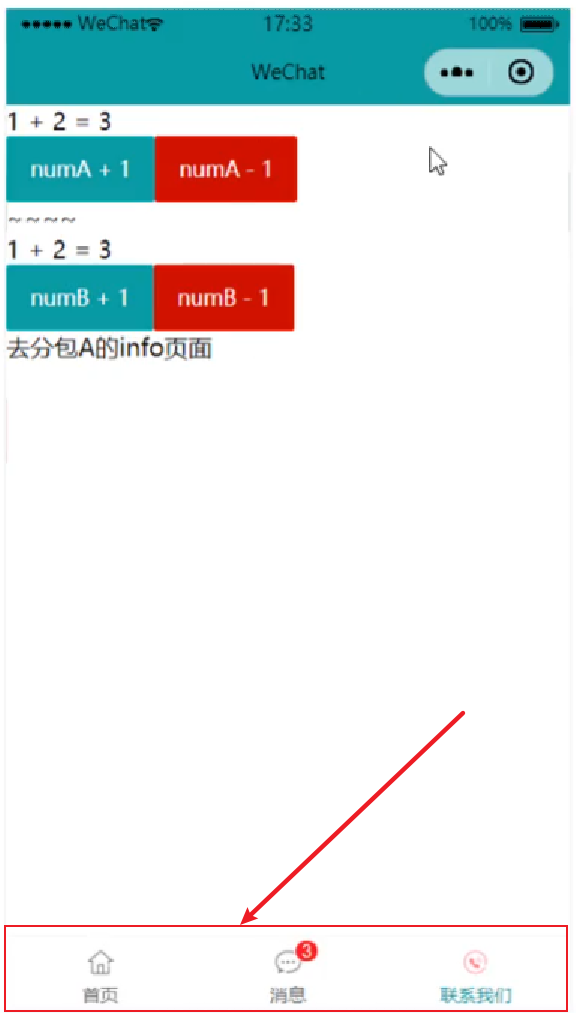 WeChat 17:33 100%
WeChat
1 + 2 = 3
numA + 1 numA - 1
~~~~
1 + 2 = 3
numB + 1 numB - 1
去分包A的info页面
3
首页 消息 联系我们